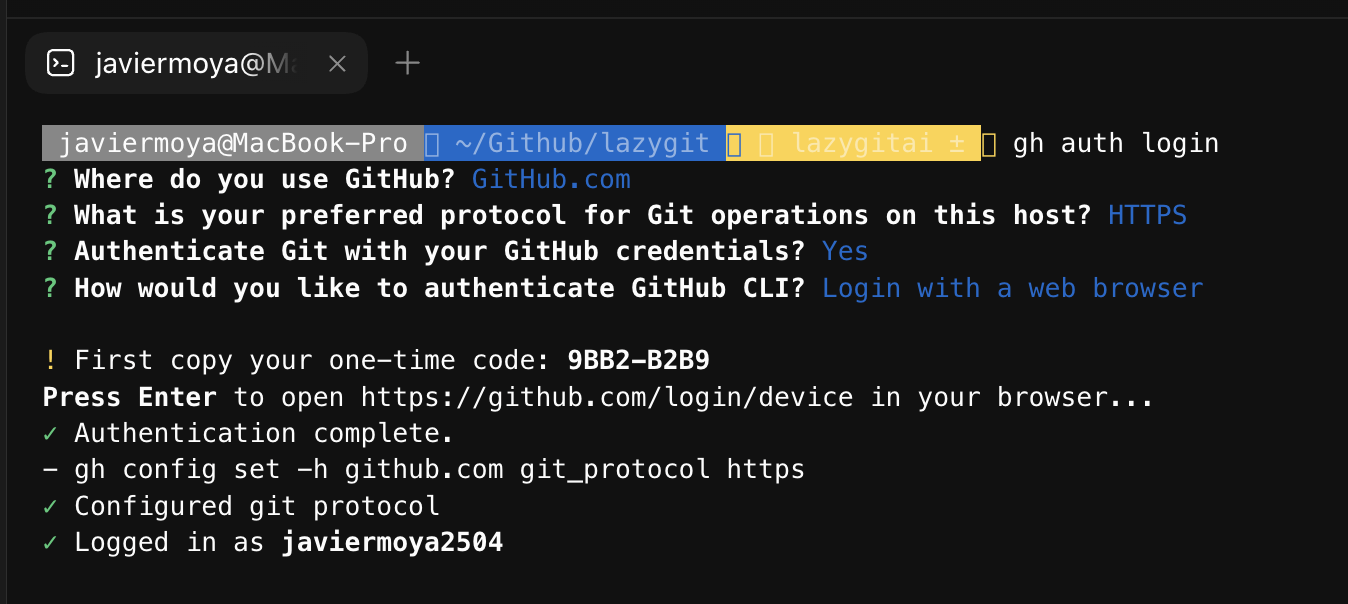 javiermoya@Ma
javiermoya@MacBook-Pro ~/Github/lazygit lazygitai ± gh auth login
? Where do you use GitHub? GitHub.com
? What is your preferred protocol for Git operations on this host? HTTPS
? Authenticate Git with your GitHub credentials? Yes
? How would you like to authenticate GitHub CLI? Login with a web browser
! First copy your one-time code: 9BB2-B2B9
Press Enter to open https://github.com/login/device in your browser...
✓ Authentication complete.
- gh config set -h github.com git_protocol https
✓ Configured git protocol
✓ Logged in as javiermoya2504